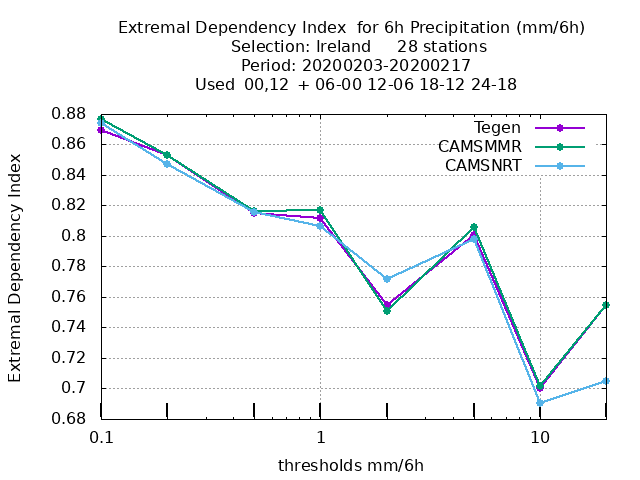 Extremal Dependency Index  for 6h Precipitation (mm/6h)
Selection: Ireland     28 stations
Period: 20200203-20200217
Used  00,12  + 06-00 12-06 18-12 24-18
Extremal Dependency Index
0.88
0.86
0.84
0.82
0.8
0.78
0.76
0.74
0.72
0.7
0.68
Tegen
CAMSMMR
CAMSNRT
0.1 1 10
thresholds mm/6h